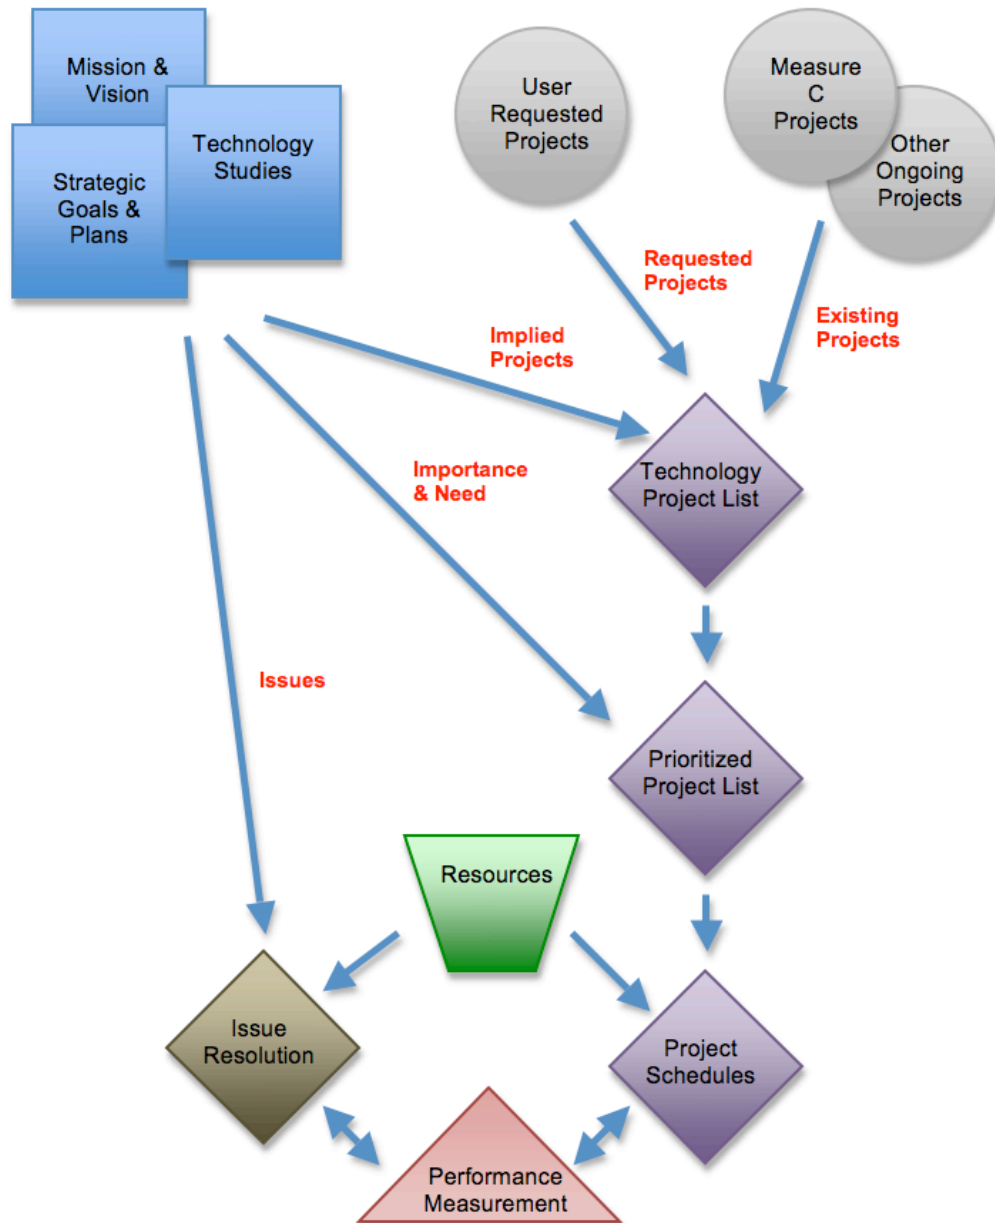 Mission &
Vision
Technology
Studies
Strategic
Goals &
Plans
User
Requested
Projects
Measure
C
Projects
Other
Ongoing
Projects
Requested
Projects
Existing
Projects
Implied
Projects
Importance
& Need
Technology
Project List
Issues
Prioritized
Project List
Resources
Issue
Resolution
Project
Schedules
Performance
Measurement